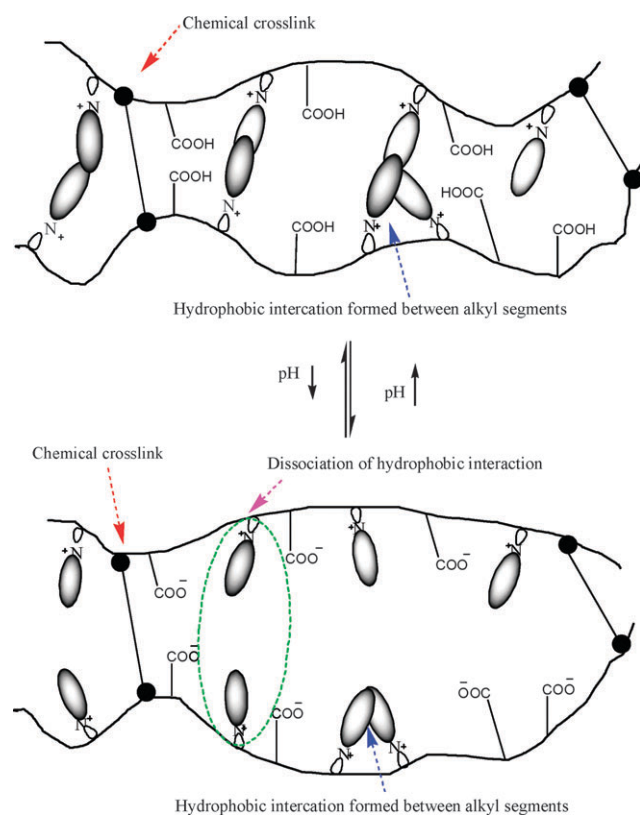 Chemical crosslink
+N
+N
+N
+N
COOH
COOH
COOH
COOH
COOH
HOOC
COOH
COOH
N+
N+
N+
N+
Hydrophobic intercation formed between alkyl segments
pH ↓
pH ↑
Chemical crosslink
Dissociation of hydrophobic interaction
+N
+N
+N
+N
COO-
COO-
COO-
COO-
COO-
-OOC
COO-
N+
N+
N+
N+
Hydrophobic intercation formed between alkyl segments